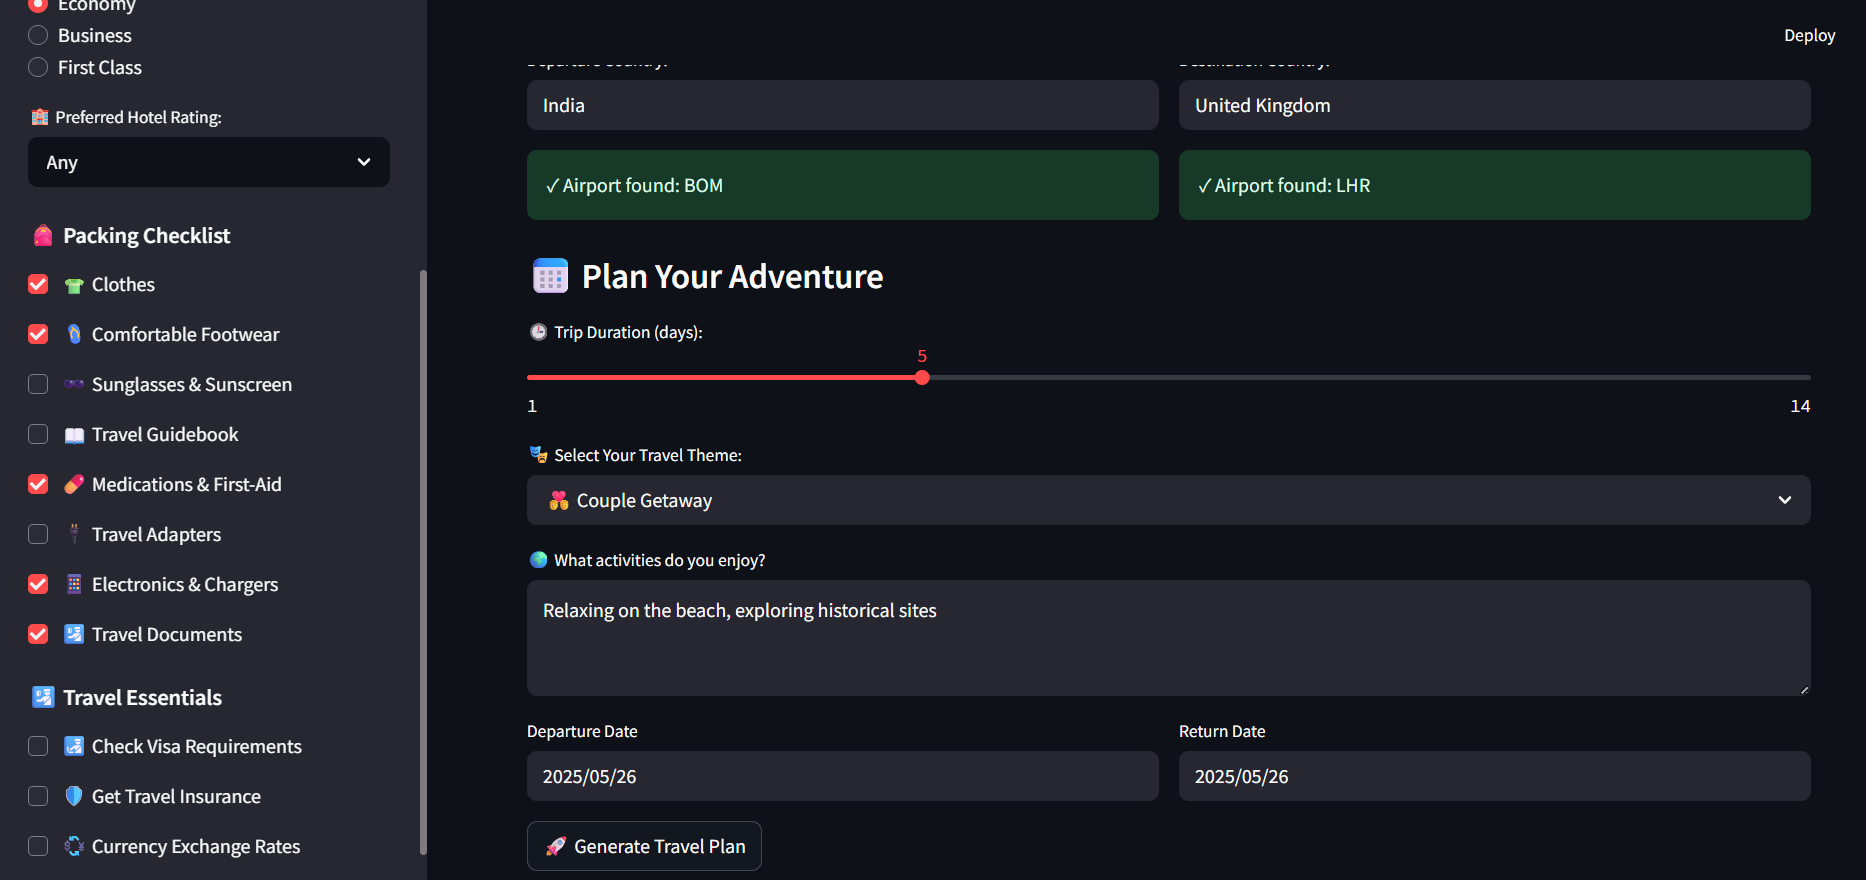 Economy
Business
First Class
Preferred Hotel Rating:
Any
Packing Checklist
Clothes
Comfortable Footwear
Sunglasses & Sunscreen
Travel Guidebook
Medications & First-Aid
Travel Adapters
Electronics & Chargers
Travel Documents
Travel Essentials
Check Visa Requirements
Get Travel Insurance
Currency Exchange Rates
Deploy
Departure Country:
Destination Country:
India
United Kingdom
✓ Airport found: BOM
✓ Airport found: LHR
Plan Your Adventure
Trip Duration (days):
5
1
14
Select Your Travel Theme:
Couple Getaway
What activities do you enjoy?
Relaxing on the beach, exploring historical sites
Departure Date
Return Date
2025/05/26
2025/05/26
Generate Travel Plan